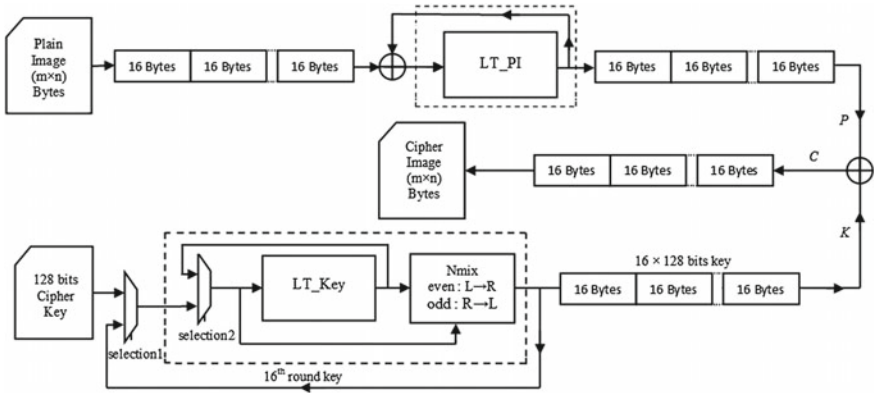 Plain
Image
(m×n)
Bytes
16 Bytes 16 Bytes 16 Bytes
LT_PI
16 Bytes 16 Bytes 16 Bytes
P
Cipher
Image
(m×n)
Bytes
16 Bytes 16 Bytes 16 Bytes
C
K
128 bits
Cipher
Key
selection1
selection2
LT_Key
Nmix
even : L→R
odd : R→L
16 × 128 bits key
16 Bytes 16 Bytes 16 Bytes
16th round key